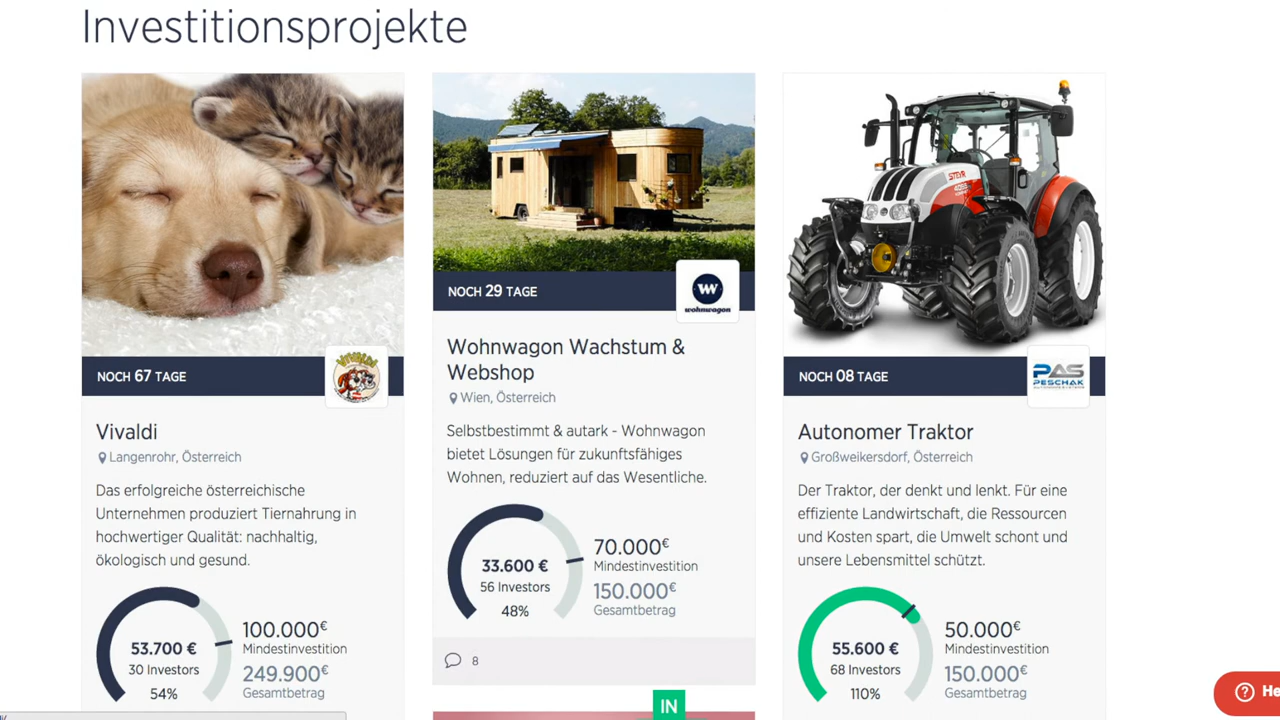 Investitionsprojekte
NOCH 67 TAGE
Vivaldi
Langenrohr, Österreich
Das erfolgreiche österreichische
Unternehmen produziert Tiernahrung in
hochwertiger Qualität: nachhaltig,
ökologisch und gesund.
53.700 €
30 Investors
54%
100.000€
Mindestinvestition
249.900€
Gesamtbetrag
NOCH 29 TAGE
W
wohnwagon
Wohnwagon Wachstum &
Webshop
Wien, Österreich
Selbstbestimmt & autark - Wohnwagon
bietet Lösungen für zukunftsfähiges
Wohnen, reduziert auf das Wesentliche.
33.600 €
56 Investors
48%
70.000€
Mindestinvestition
150.000€
Gesamtbetrag
8
IN
STEYR
NOCH 08 TAGE
PAS
PESCHAK
Autonomer Traktor
Großweikersdorf, Österreich
Der Traktor, der denkt und lenkt. Für eine
effiziente Landwirtschaft, die Ressourcen
und Kosten spart, die Umwelt schont und
unsere Lebensmittel schützt.
55.600 €
68 Investors
110%
50.000€
Mindestinvestition
150.000€
Gesamtbetrag
? He